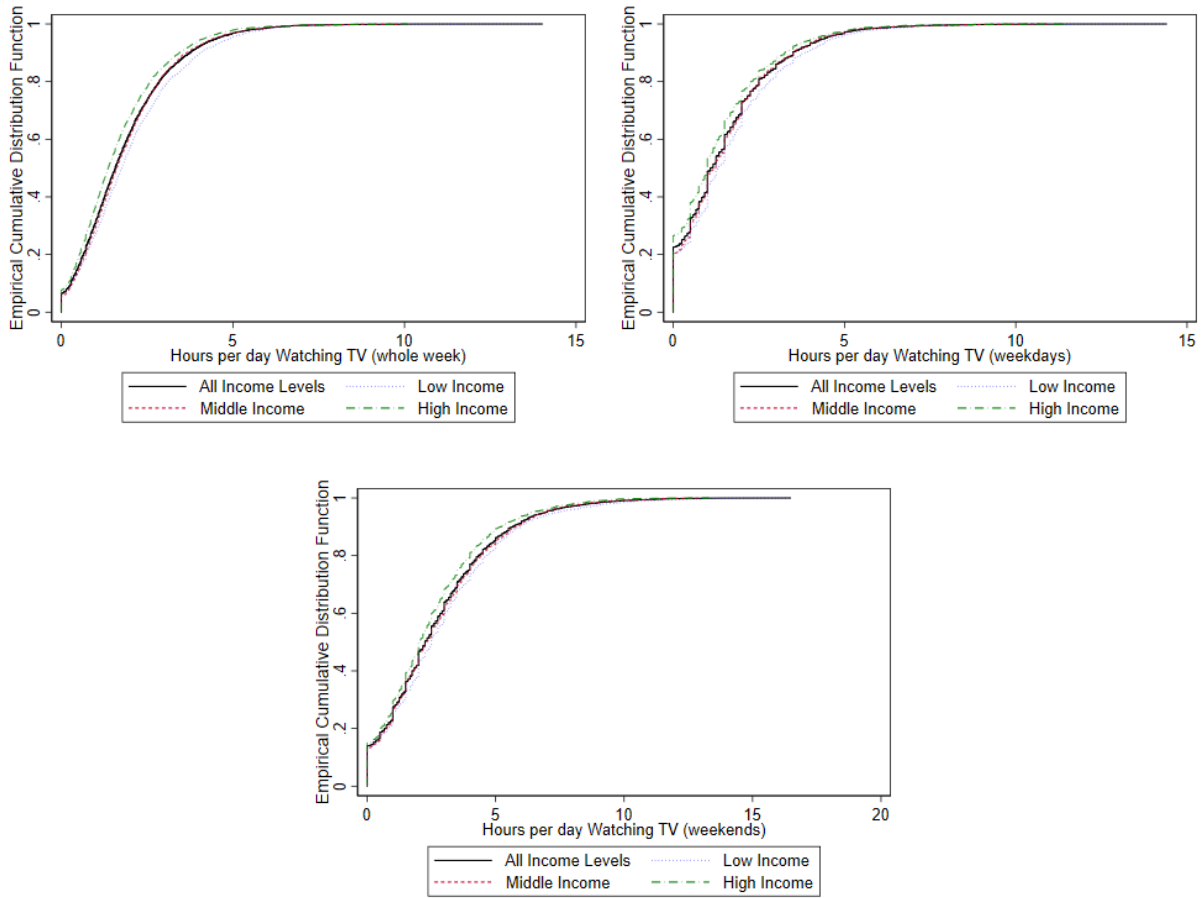 Empirical Cumulative Distribution Function
1
.8
.6
.4
.2
0
0 5 10 15
Hours per day Watching TV (whole week)
All Income Levels Low Income
Middle Income High Income
Empirical Cumulative Distribution Function
1
.8
.6
.4
.2
0
0 5 10 15
Hours per day Watching TV (weekdays)
All Income Levels Low Income
Middle Income High Income
Empirical Cumulative Distribution Function
1
.8
.6
.4
.2
0
0 5 10 15 20
Hours per day Watching TV (weekends)
All Income Levels Low Income
Middle Income High Income